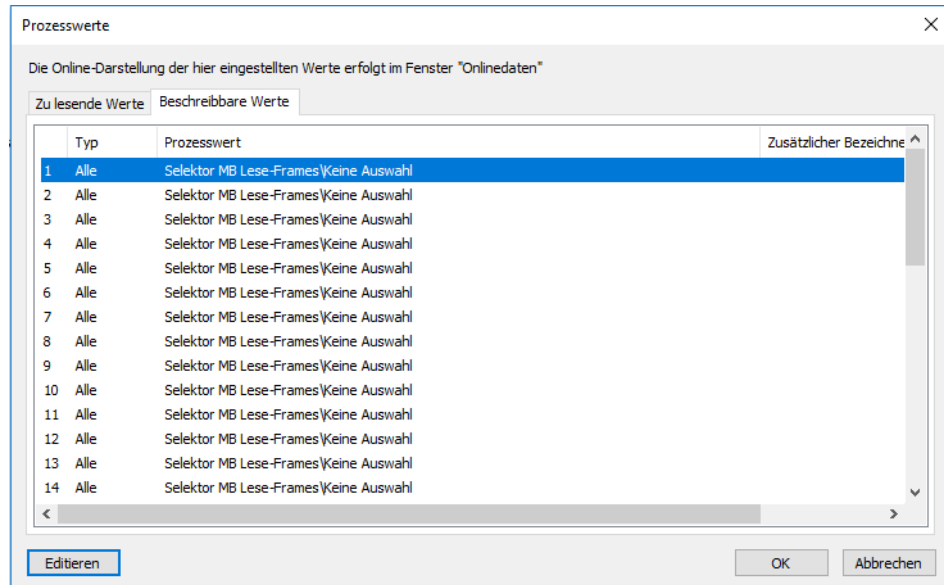 Prozesswerte
Die Online-Darstellung der hier eingestellten Werte erfolgt im Fenster "Onlinedaten"
Zu lesende Werte Beschreibbare Werte
Typ Prozesswert Zusätzlicher Bezeichne
1 Alle Selektor MB Lese-Frames\Keine Auswahl
2 Alle Selektor MB Lese-Frames\Keine Auswahl
3 Alle Selektor MB Lese-Frames\Keine Auswahl
4 Alle Selektor MB Lese-Frames\Keine Auswahl
5 Alle Selektor MB Lese-Frames\Keine Auswahl
6 Alle Selektor MB Lese-Frames\Keine Auswahl
7 Alle Selektor MB Lese-Frames\Keine Auswahl
8 Alle Selektor MB Lese-Frames\Keine Auswahl
9 Alle Selektor MB Lese-Frames\Keine Auswahl
10 Alle Selektor MB Lese-Frames\Keine Auswahl
11 Alle Selektor MB Lese-Frames\Keine Auswahl
12 Alle Selektor MB Lese-Frames\Keine Auswahl
13 Alle Selektor MB Lese-Frames\Keine Auswahl
14 Alle Selektor MB Lese-Frames\Keine Auswahl
Editieren OK Abbrechen